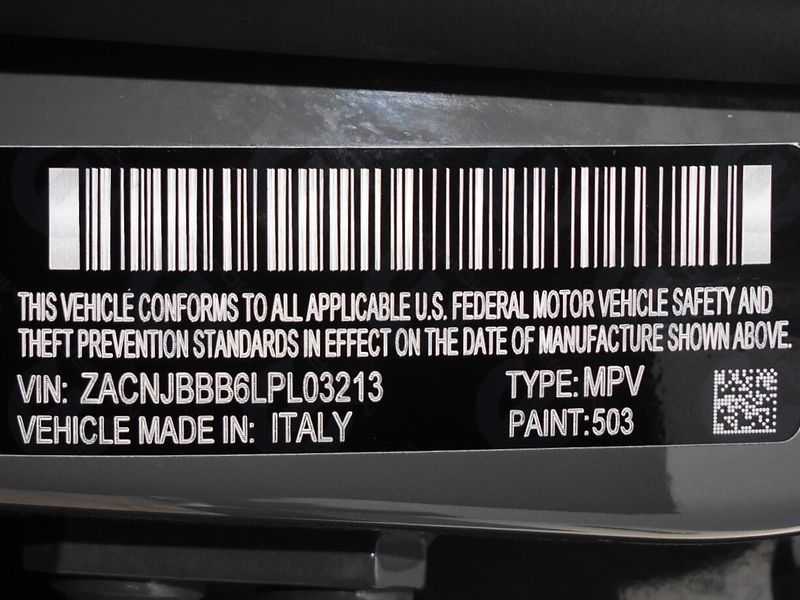 THIS VEHICLE CONFORMS TO ALL APPLICABLE U.S. FEDERAL MOTOR VEHICLE SAFETY AND
THEFT PREVENTION STANDARDS IN EFFECT ON THE DATE OF MANUFACTURE SHOWN ABOVE.
VIN: ZACNJBBB6LPL03213 TYPE: MPV
VEHICLE MADE IN: ITALY PAINT: 503